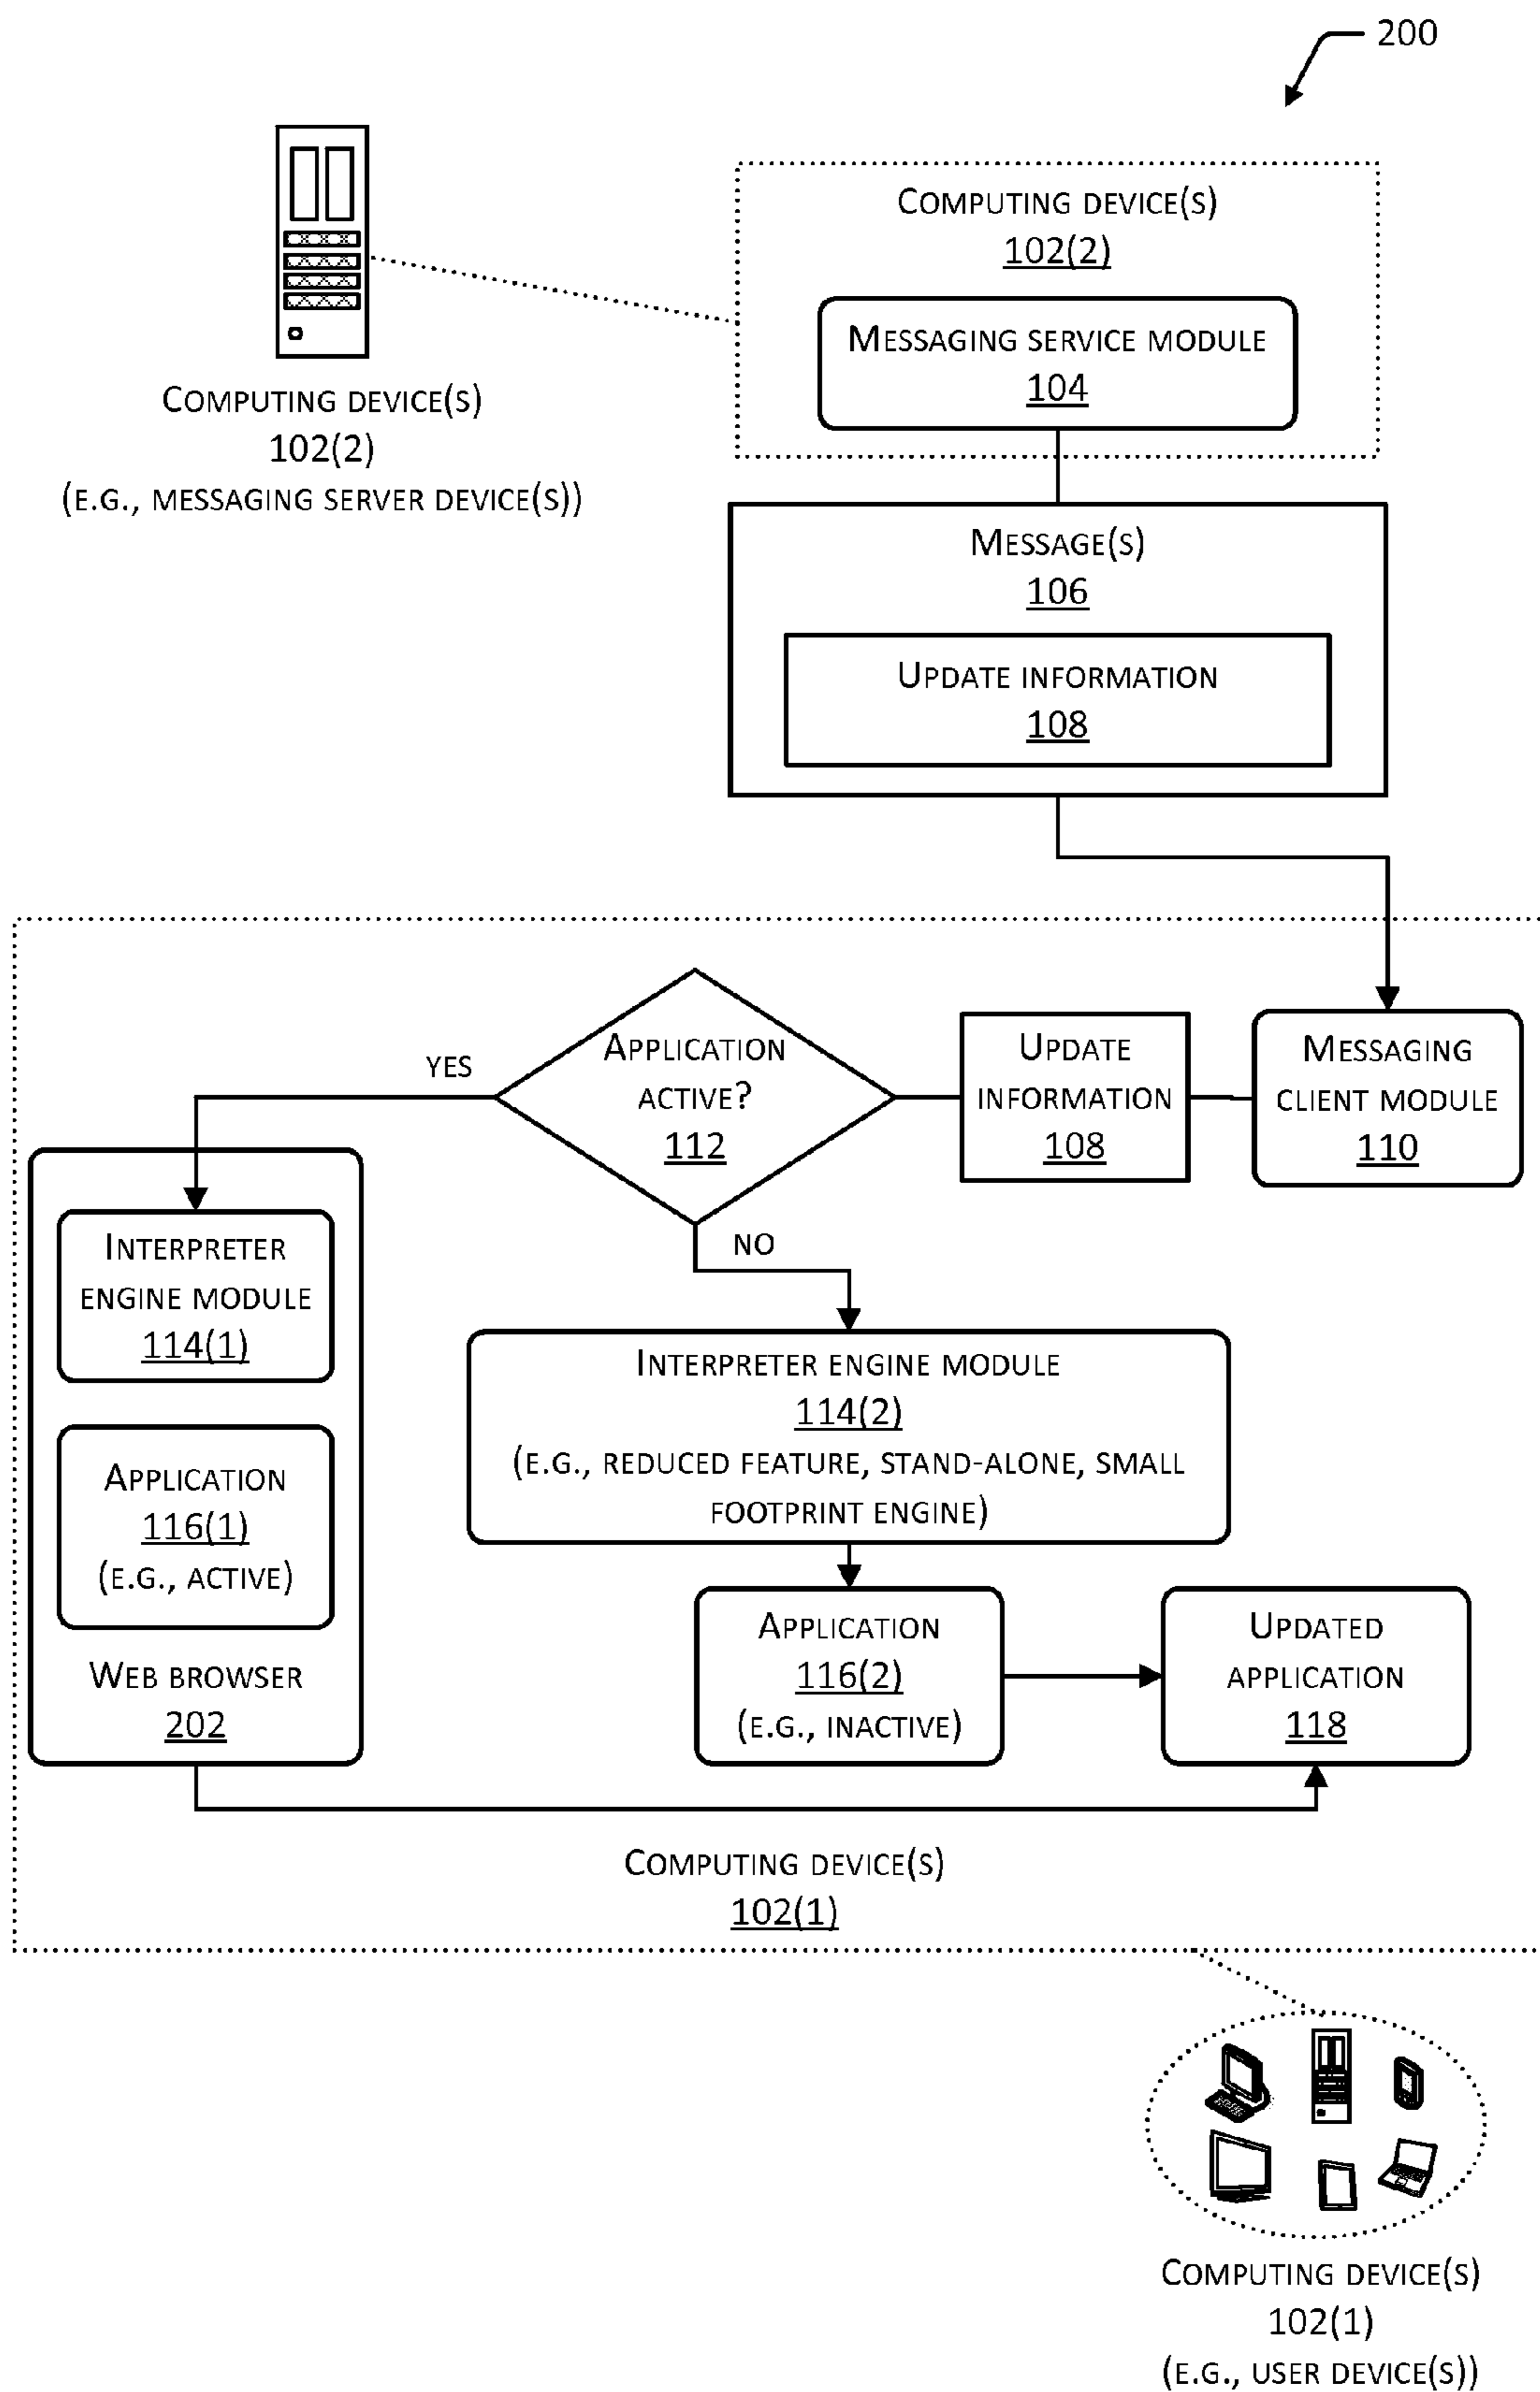 200
COMPUTING DEVICE(S)
102(2)
MESSAGING SERVICE MODULE
104
COMPUTING DEVICE(S)
102(2)
(E.G., MESSAGING SERVER DEVICE(S))
MESSAGE(S)
106
UPDATE INFORMATION
108
YES
APPLICATION
ACTIVE?
112
UPDATE
INFORMATION
108
MESSAGING
CLIENT MODULE
110
NO
INTERPRETER
ENGINE MODULE
114(1)
APPLICATION
116(1)
(E.G., ACTIVE)
WEB BROWSER
202
INTERPRETER ENGINE MODULE
114(2)
(E.G., REDUCED FEATURE, STAND-ALONE, SMALL
FOOTPRINT ENGINE)
APPLICATION
116(2)
(E.G., INACTIVE)
UPDATED
APPLICATION
118
COMPUTING DEVICE(S)
102(1)
COMPUTING DEVICE(S)
102(1)
(E.G., USER DEVICE(S))